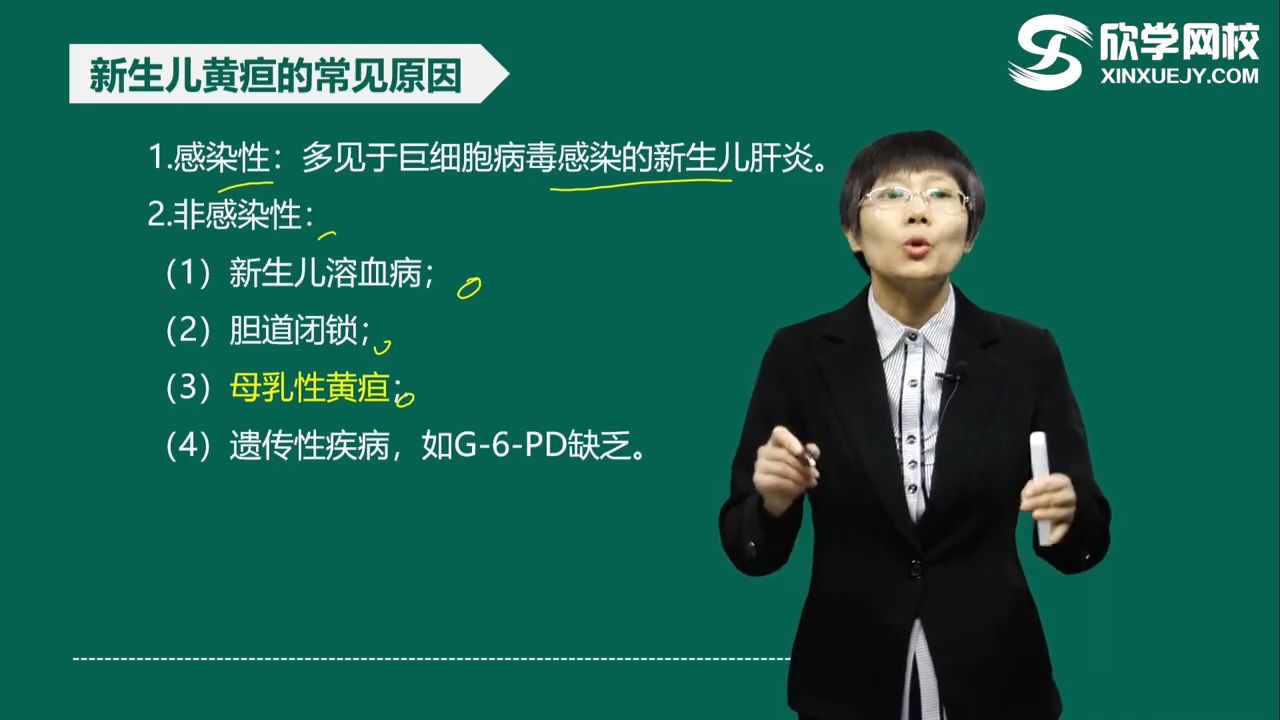 欣学网校
XINXUEJY.COM
新生儿黄疸的常见原因
1.感染性：多见于巨细胞病毒感染的新生儿肝炎。
2.非感染性：
（1）新生儿溶血病；
（2）胆道闭锁；
（3）母乳性黄疸；
（4）遗传性疾病，如G-6-PD缺乏。